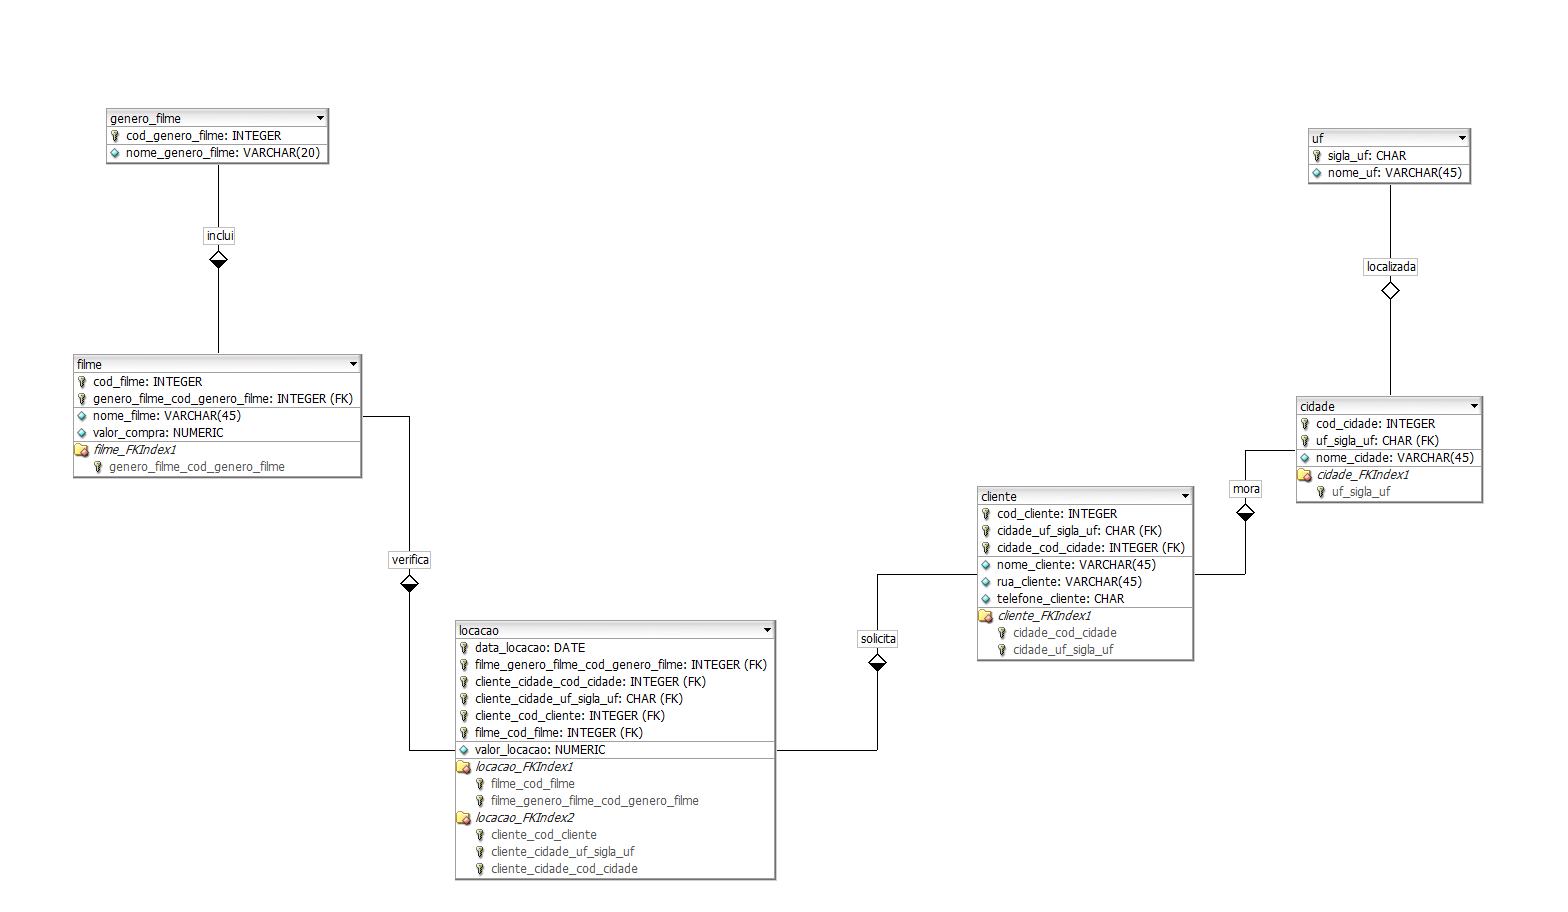 genero_filme
cod_genero_filme: INTEGER
nome_genero_filme: VARCHAR(20)
uf
sigla_uf: CHAR
nome_uf: VARCHAR(45)
inclui
localizada
filme
cod_filme: INTEGER
genero_filme_cod_genero_filme: INTEGER (FK)
nome_filme: VARCHAR(45)
valor_compra: NUMERIC
filme_FKIndex1
genero_filme_cod_genero_filme
cidade
cod_cidade: INTEGER
uf_sigla_uf: CHAR (FK)
nome_cidade: VARCHAR(45)
cidade_FKIndex1
uf_sigla_uf
mora
cliente
cod_cliente: INTEGER
cidade_uf_sigla_uf: CHAR (FK)
cidade_cod_cidade: INTEGER (FK)
nome_cliente: VARCHAR(45)
rua_cliente: VARCHAR(45)
telefone_cliente: CHAR
cliente_FKIndex1
cidade_cod_cidade
cidade_uf_sigla_uf
verifica
solicita
locacao
data_locacao: DATE
filme_genero_filme_cod_genero_filme: INTEGER (FK)
cliente_cidade_cod_cidade: INTEGER (FK)
cliente_cidade_uf_sigla_uf: CHAR (FK)
cliente_cod_cliente: INTEGER (FK)
filme_cod_filme: INTEGER (FK)
valor_locacao: NUMERIC
locacao_FKIndex1
filme_cod_filme
filme_genero_filme_cod_genero_filme
locacao_FKIndex2
cliente_cod_cliente
cliente_cidade_uf_sigla_uf
cliente_cidade_cod_cidade